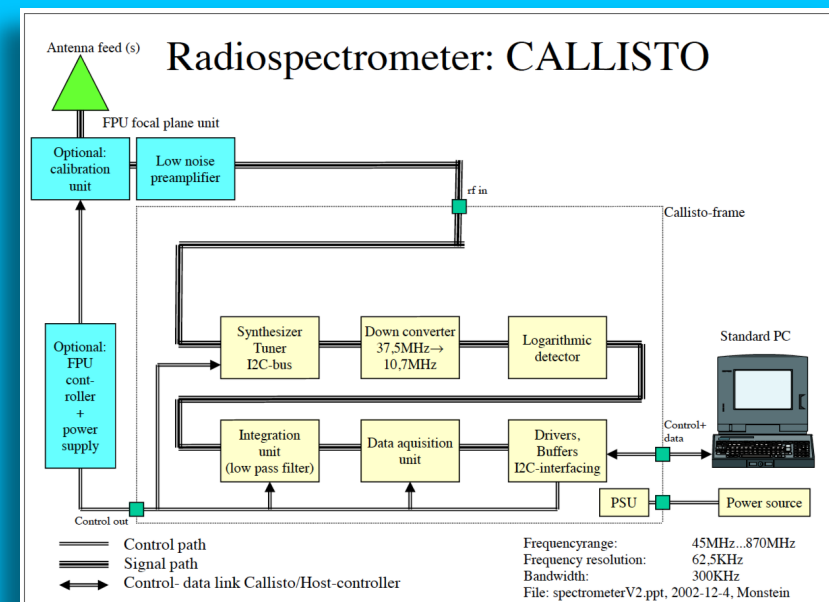 Radiospectrometer: CALLISTO
Antenna feed (s)
FPU focal plane unit
Optional:
calibration
unit
Low noise
preamplifier
rf in
Callisto-frame
Synthesizer
Tuner
I2C-bus
Down converter
37,5MHz→
10,7MHz
Logarithmic
detector
Standard PC
Optional:
FPU
cont-
roller
+
power
supply
Integration
unit
(low pass filter)
Data aquisition
unit
Drivers,
Buffers
I2C-interfacing
Control+
data
PSU
Power source
Control out
Control path
Signal path
Control- data link Callisto/Host-controller
Frequencyrange: 45MHz...870MHz
Frequency resolution: 62,5KHz
Bandwidth: 300KHz
File: spectrometerV2.ppt, 2002-12-4, Monstein